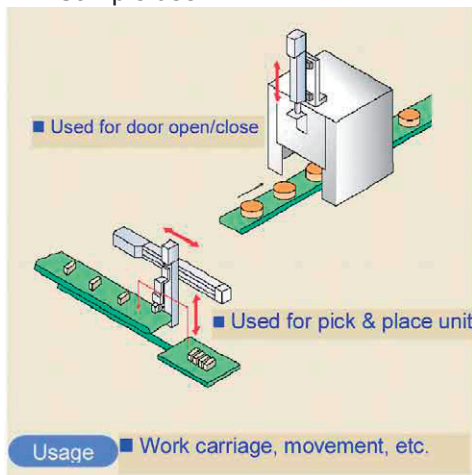 ■ Used for door open/close
■ Used for pick & place unit
Usage ■ Work carriage, movement, etc.